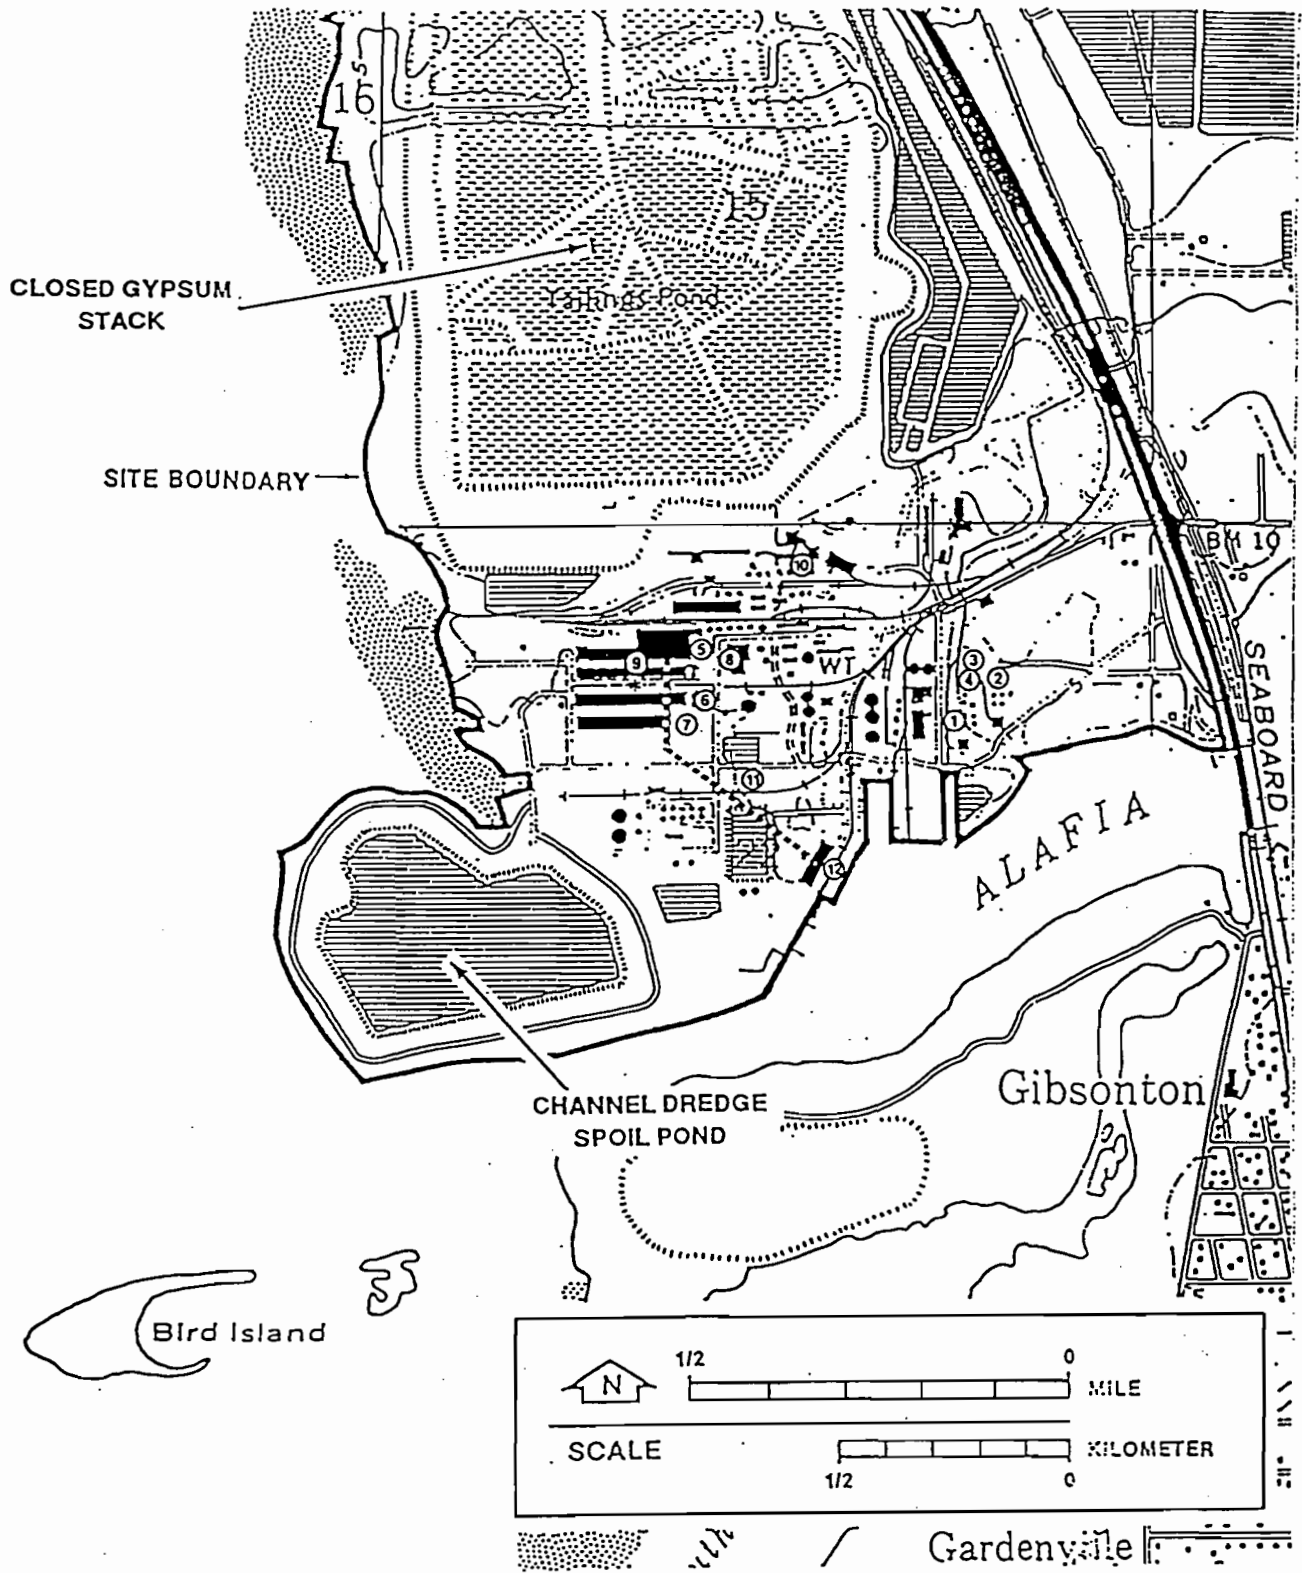 16
15
CLOSED GYPSUM
STACK
Tailings Pond
SITE BOUNDARY
BM 10
10
5
9
8
WT
3
4
2
6
7
1
SEABOARD
11
12
ALAFIA
CHANNEL DREDGE
SPOIL POND
Gibsonton
Bird Island
1/2
0
N
MILE
SCALE
KILOMETER
1/2
0
Gardenville